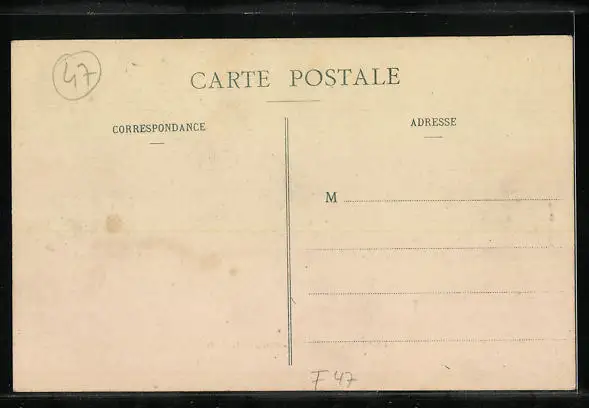 47
CARTE POSTALE
CORRESPONDANCE
ADRESSE
M
F 47